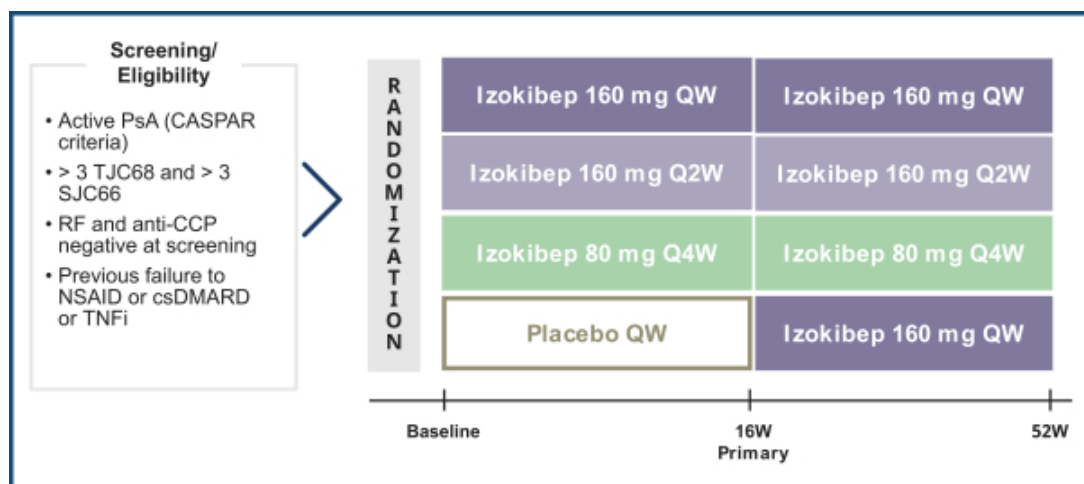 Screening/
Eligibility
• Active PsA (CASPAR
criteria)
• > 3 TJC68 and > 3
SJC66
• RF and anti-CCP
negative at screening
• Previous failure to
NSAID or csDMARD
or TNFi
RANDOMIZATION
Izokibep 160 mg QW
Izokibep 160 mg QW
Izokibep 160 mg Q2W
Izokibep 160 mg Q2W
Izokibep 80 mg Q4W
Izokibep 80 mg Q4W
Placebo QW
Izokibep 160 mg QW
Baseline
16W
Primary
52W